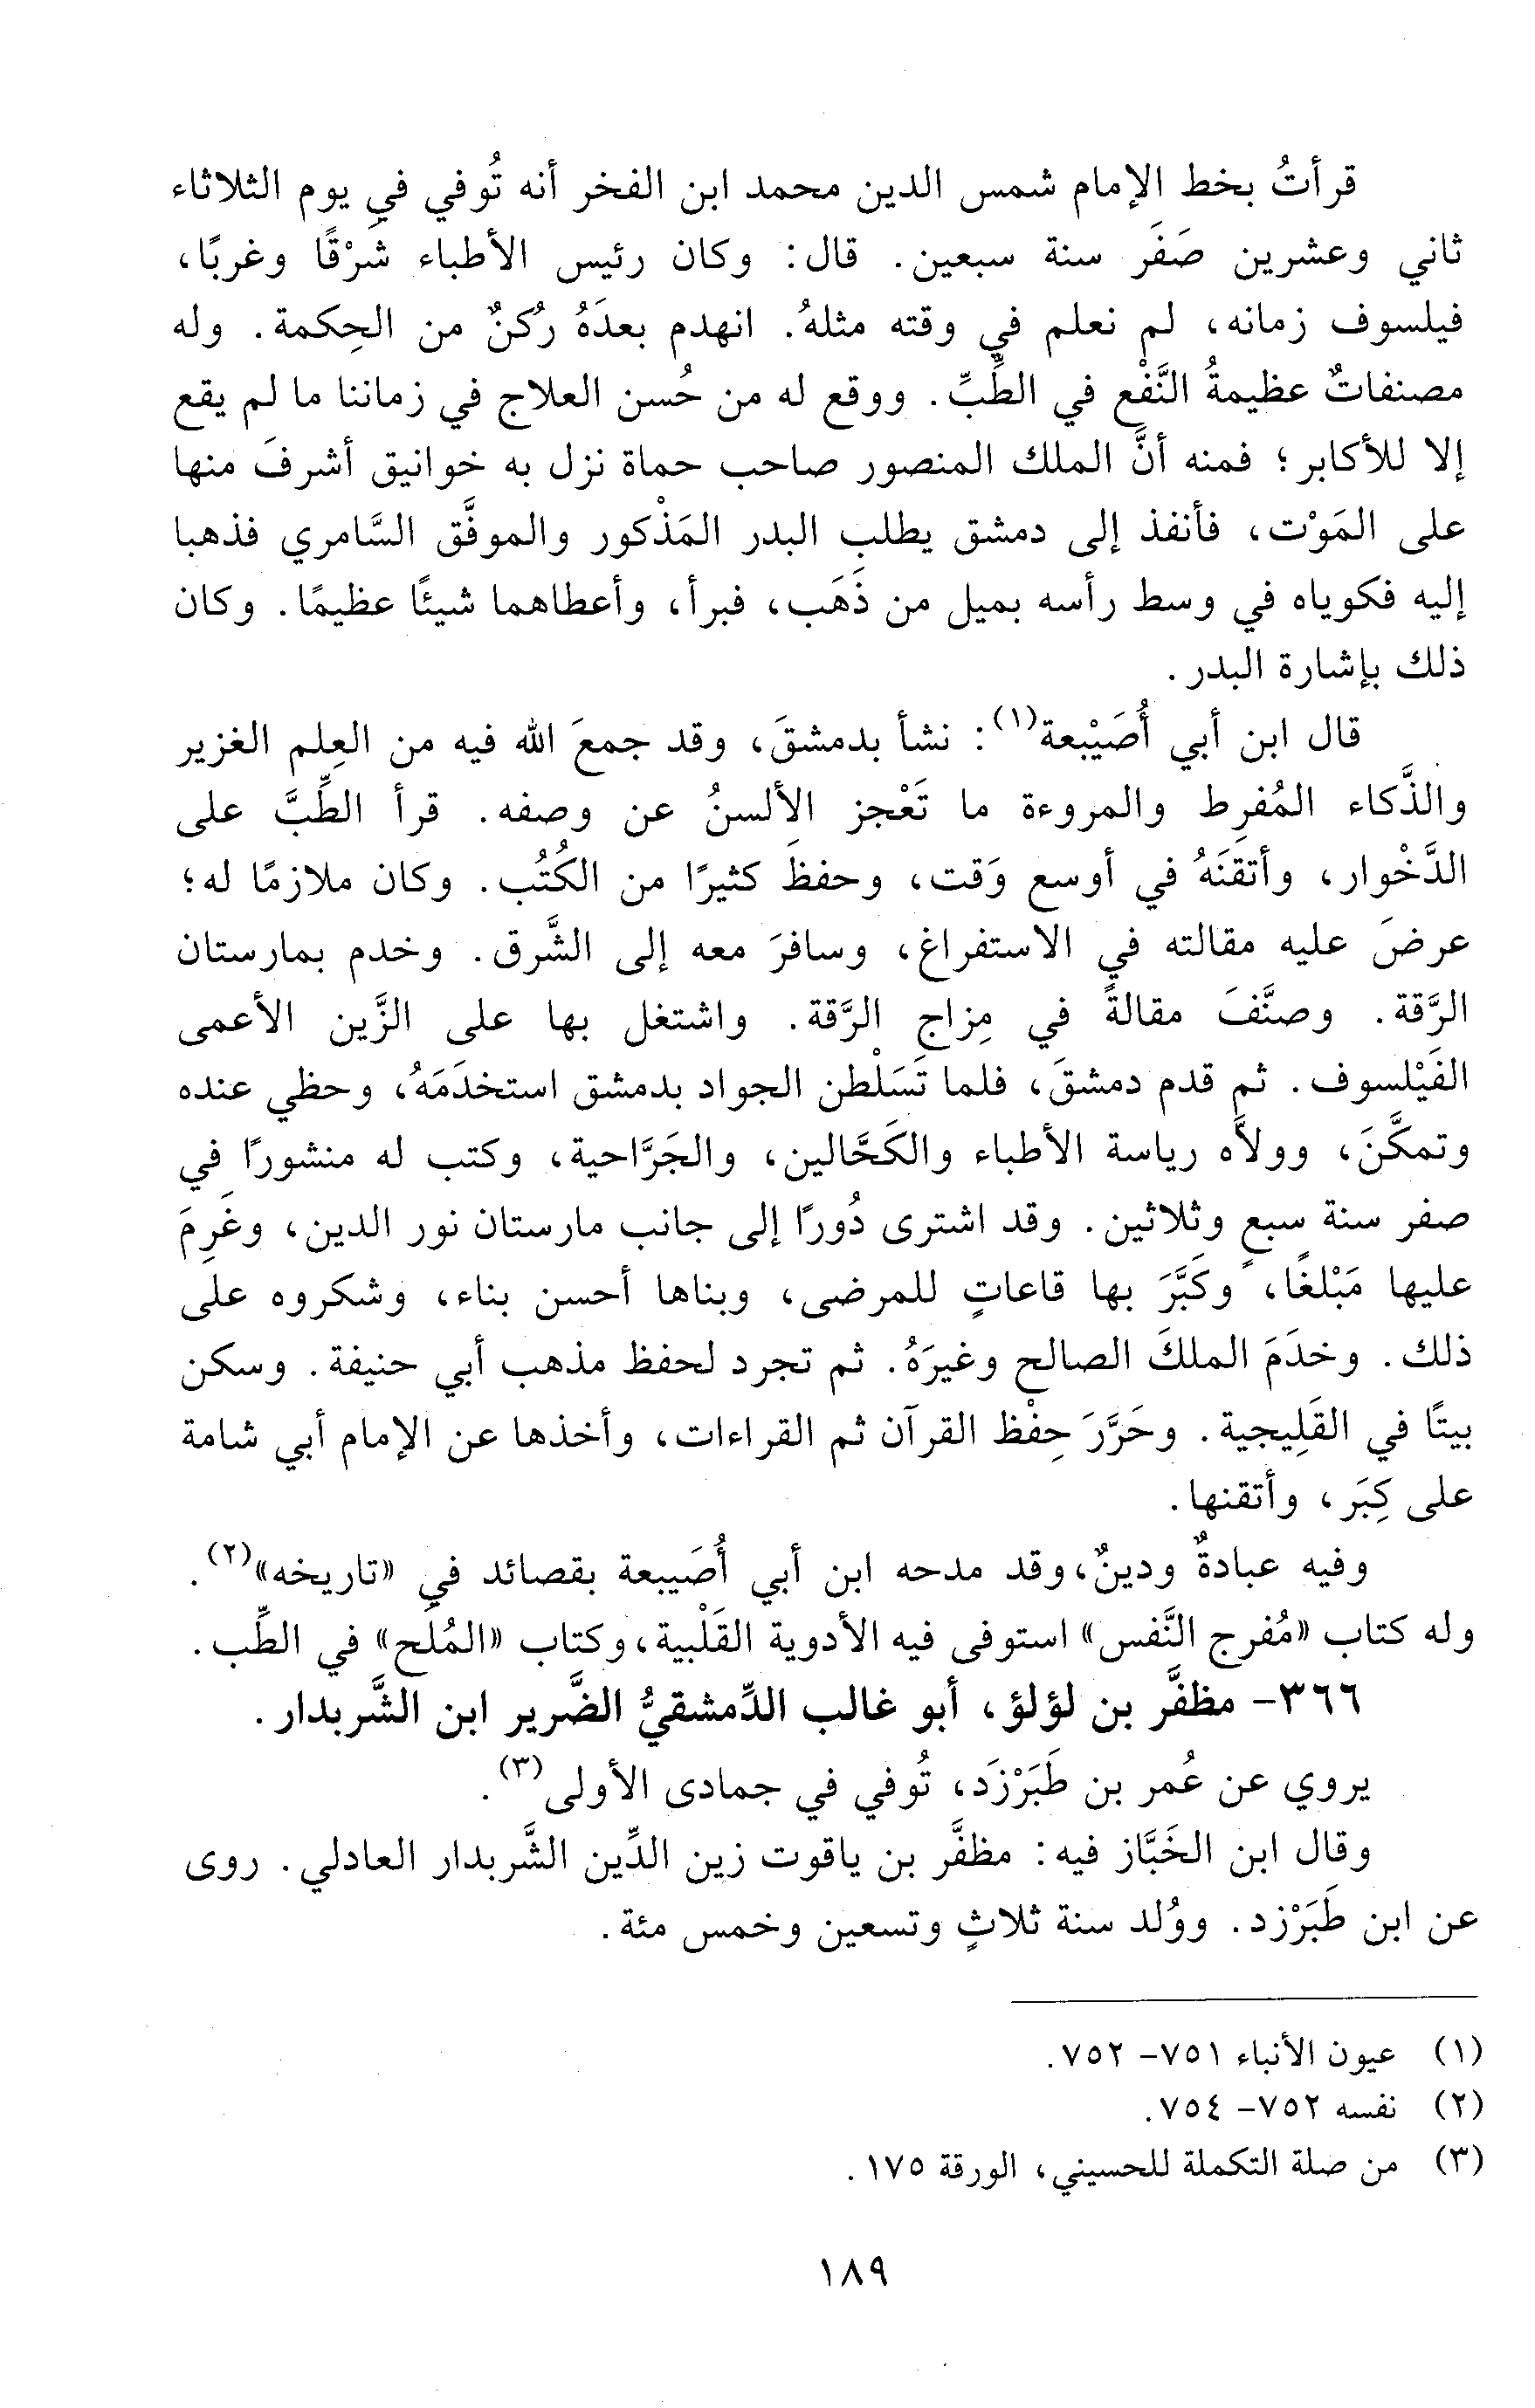 قرأتُ بخط الإمام شمس الدين محمد ابن الفخر أنه تُوفي في يوم الثلاثاء
ثاني وعشرين صَفَر سنة سبعين. قال: وكان رئيس الأطباء شَرْقًا وغربًا،
فيلسوف زمانه، لم نعلم في وقته مثلهُ. انهدم بعدَهُ رُكنٌ من الحِكمة. وله
مصنفاتٌ عظيمةُ النَّفْع في الطِّبِّ. ووقع له من حُسن العلاج في زماننا ما لم يقع
إلا للأكابر؛ فمنه أنَّ الملك المنصور صاحب حماة نزل به خوانيق أشرفَ منها
على المَوْت، فأنفذ إلى دمشق يطلب البدر المَذْكور والموفَّق السَّامري فذهبا
إليه فكوياه في وسط رأسه بميل من ذَهَب، فبرأ، وأعطاهما شيئًا عظيمًا. وكان
ذلك بإشارة البدر.
قال ابن أبي أُصَيْبعة(١): نشأ بدمشقَ، وقد جمعَ الله فيه من العِلم الغزير
والذَّكاء المُفرِط والمروءة ما تَعْجز الألسنُ عن وصفه. قرأ الطِّبَّ على
الدَّخْوار، وأتقنَهُ في أوسع وَقت، وحفظَ كثيرًا من الكُتُب. وكان ملازمًا له؛
عرضَ عليه مقالته في الاستفراغ، وسافرَ معه إلى الشَّرق. وخدم بمارستان
الرَّقة. وصنَّفَ مقالةً في مِزاج الرَّقة. واشتغل بها على الزَّين الأعمى
الفَيْلسوف. ثم قدم دمشقَ، فلما تَسَلْطن الجواد بدمشق استخدَمَهُ، وحظي عنده
وتمكَّنَ، وولاَّه رياسة الأطباء والكَحَّالين، والجَرَّاحية، وكتب له منشورًا في
صفر سنة سبعٍ وثلاثين. وقد اشترى دُورًا إلى جانب مارستان نور الدين، وغَرِمَ
عليها مَبْلغًا، وكَبَّرَ بها قاعاتٍ للمرضى، وبناها أحسن بناء، وشكروه على
ذلك. وخدَمَ الملكَ الصالح وغيرَهُ. ثم تجرد لحفظ مذهب أبي حنيفة. وسكن
بيتًا في القَلِيجية. وحَرَّرَ حِفْظ القرآن ثم القراءات، وأخذها عن الإمام أبي شامة
على كِبَر، وأتقنها.
وفيه عبادةٌ ودينٌ، وقد مدحه ابن أبي أُصَيبعة بقصائد في «تاريخه»(٢).
وله كتاب «مُفرج النَّفس» استوفى فيه الأدوية القَلْبية، وكتاب «المُلَح» في الطِّب.
٣٦٦- مظفَّر بن لؤلؤ، أبو غالب الدِّمشقيُّ الضَّرير ابن الشَّربدار.
يروي عن عُمر بن طَبَرْزَد، تُوفي في جمادى الأولى(٣).
وقال ابن الخَبَّاز فيه: مظفَّر بن ياقوت زين الدِّين الشَّربدار العادلي. روى
عن ابن طَبَرْزد. ووُلد سنة ثلاثٍ وتسعين وخمس مئة.
(١) عيون الأنباء ٧٥١- ٧٥٢.
(٢) نفسه ٧٥٢- ٧٥٤.
(٣) من صلة التكملة للحسيني، الورقة ١٧٥.
١٨٩